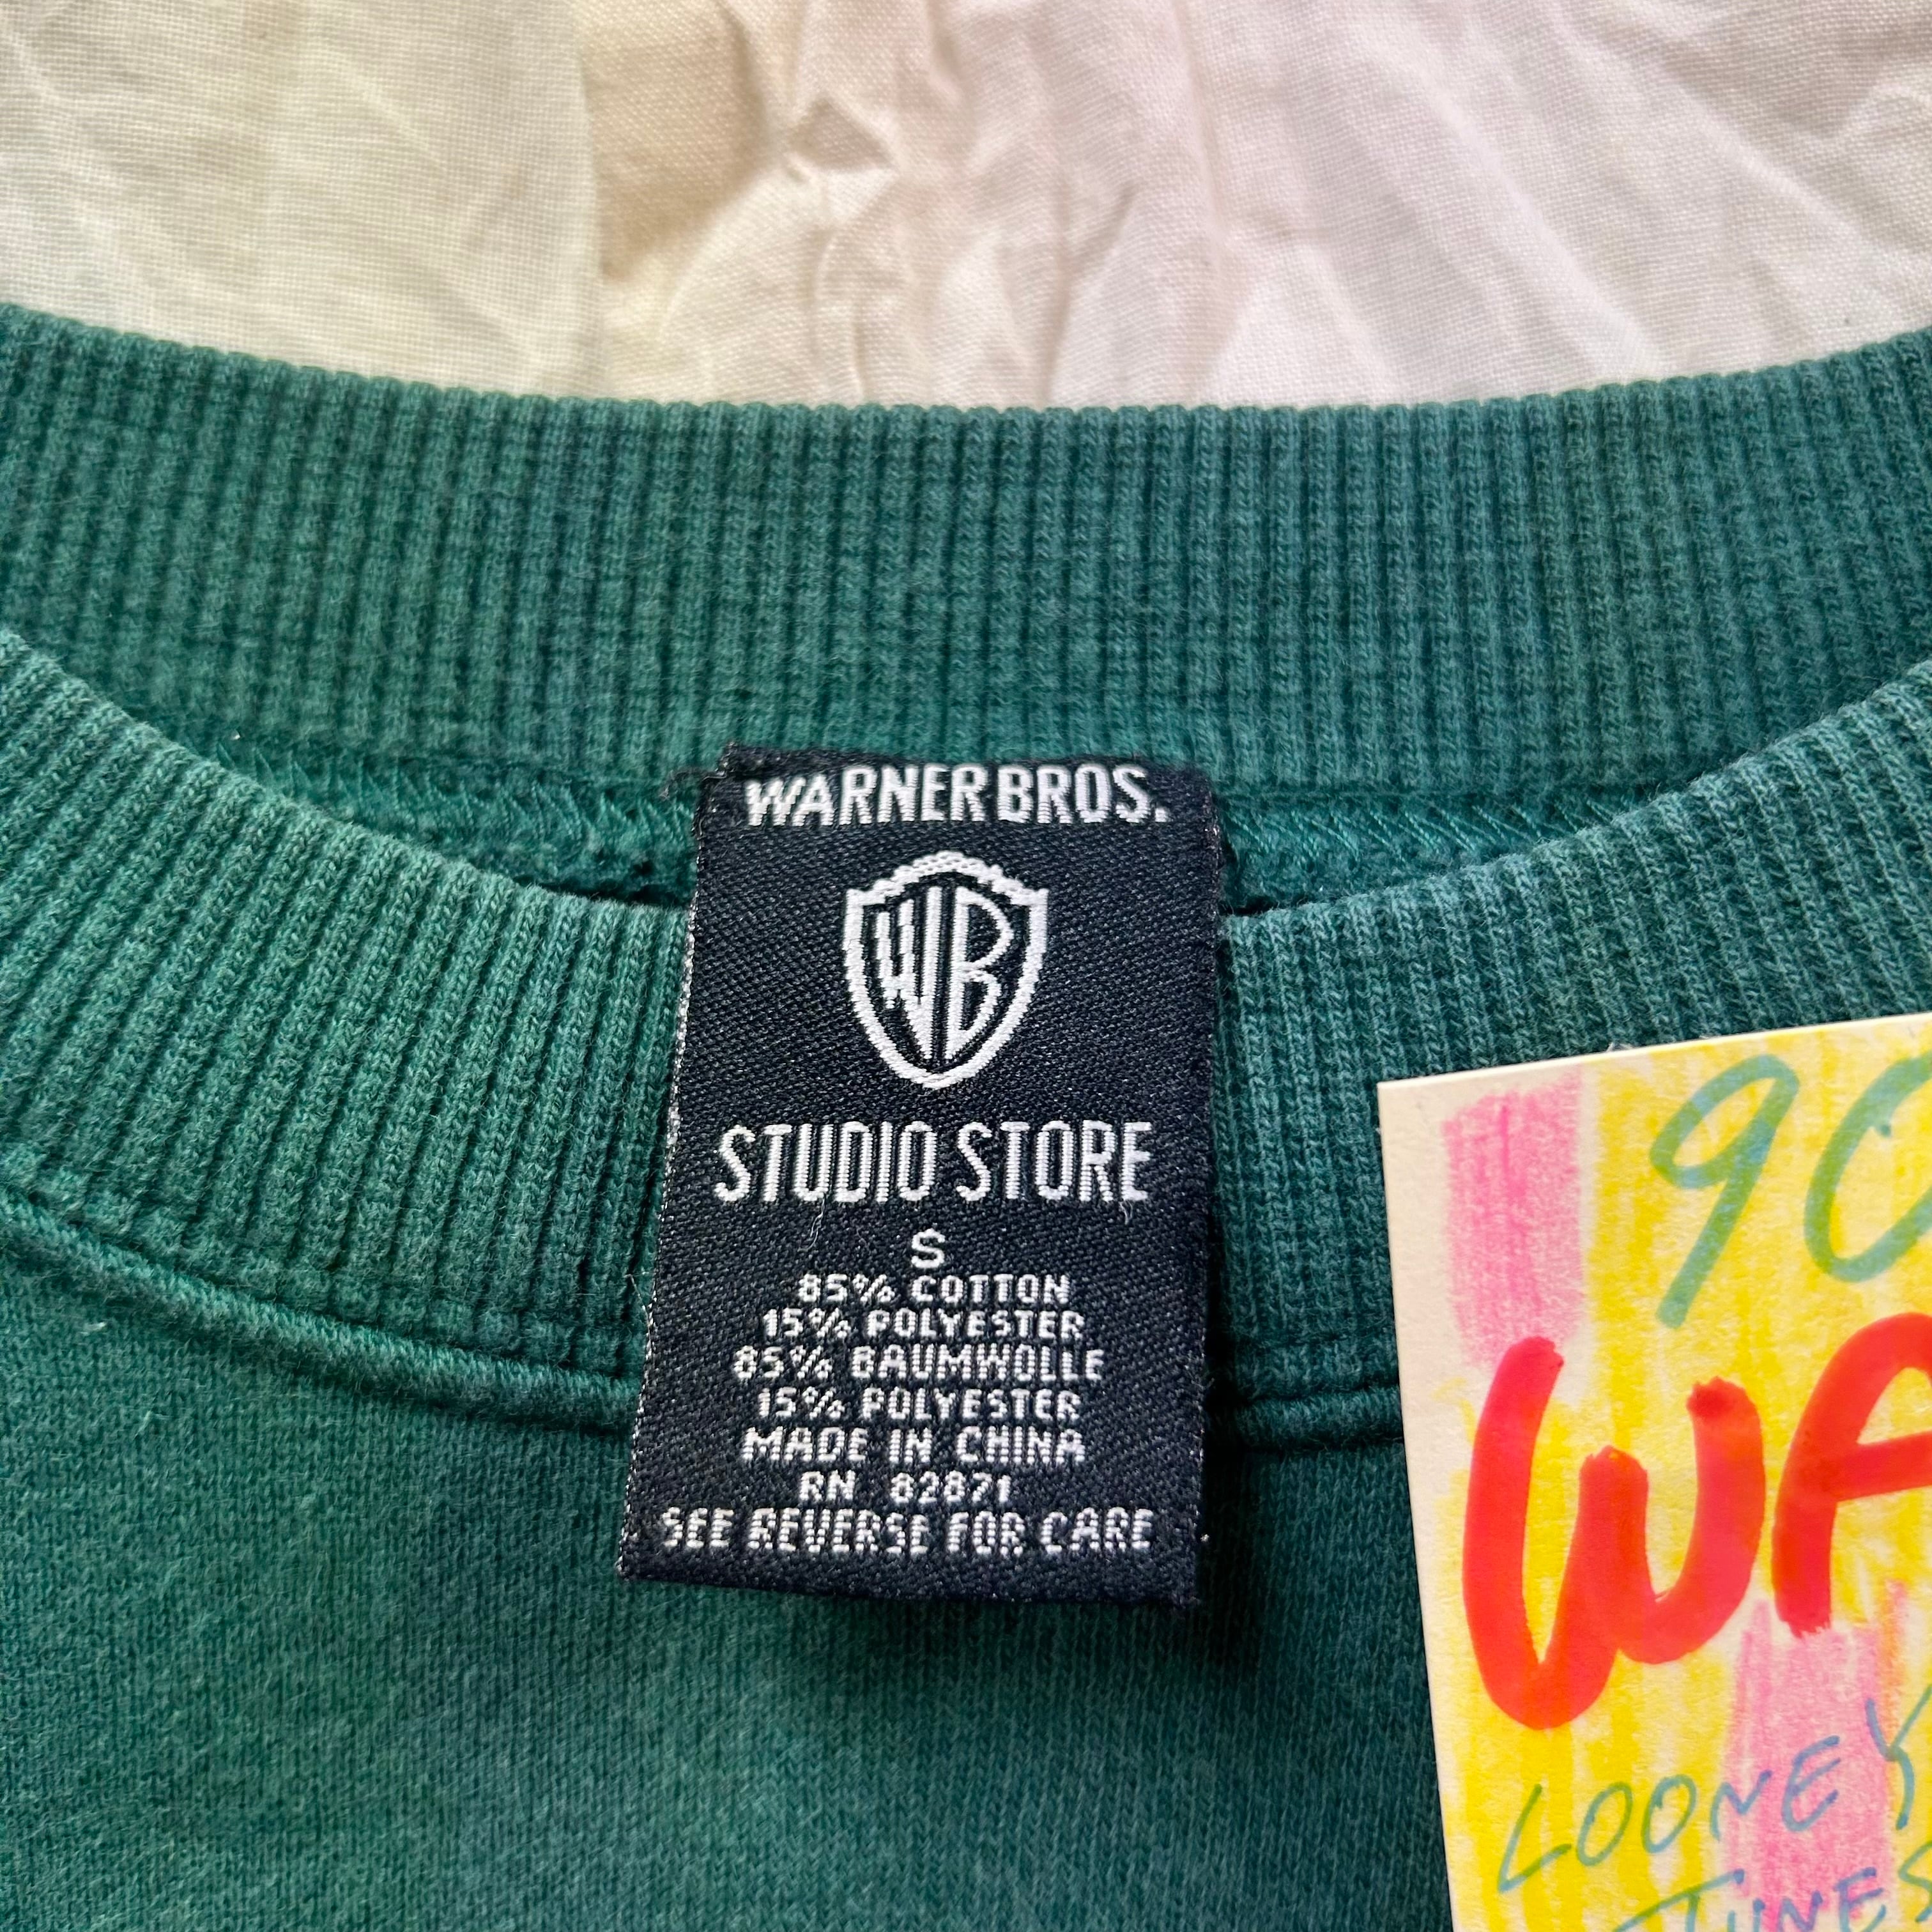 WARNER BROS.
WB
STUDIO STORE
S
85% COTTON
15% POLYESTER
85% BAUMWOLLE
15% POLYESTER
MADE IN CHINA
RN 82871
SEE REVERSE FOR CARE
90
WA
LOONEY
TUNES